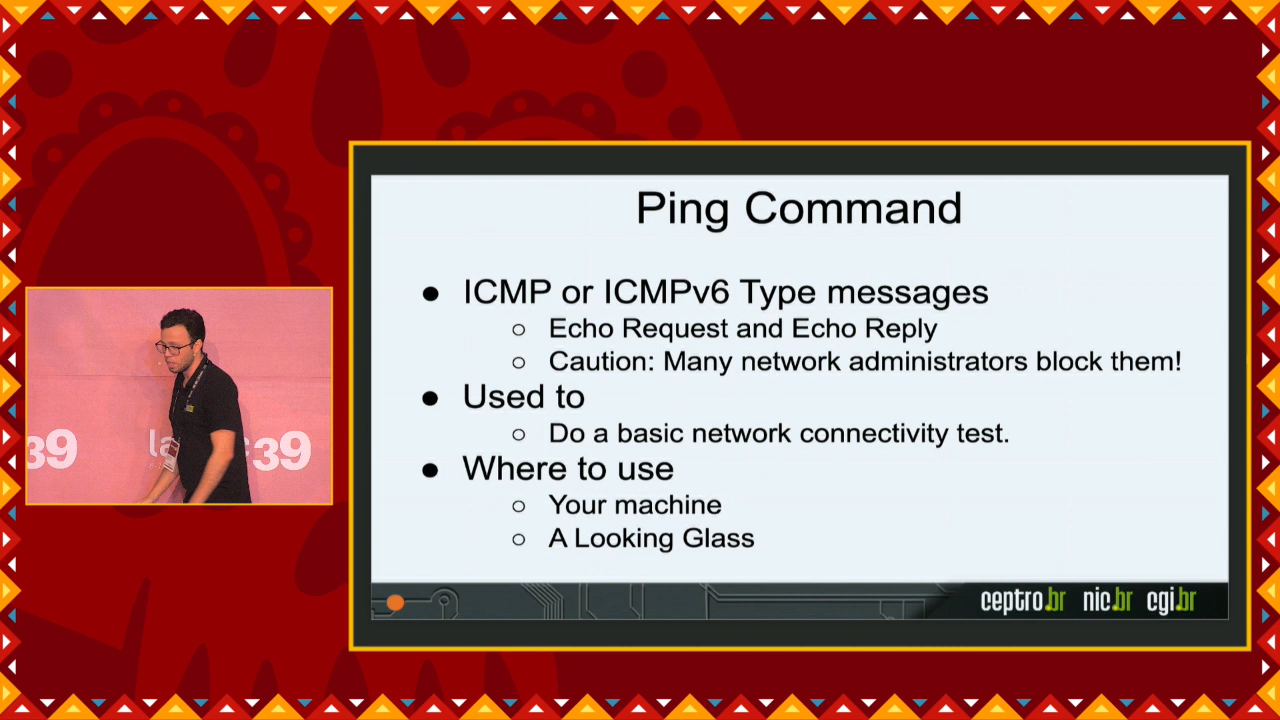 Ping Command
● ICMP or ICMPv6 Type messages
○ Echo Request and Echo Reply
○ Caution: Many network administrators block them!
● Used to
○ Do a basic network connectivity test.
● Where to use
○ Your machine
○ A Looking Glass
39
39
ceptro.br nic.br cgi.br